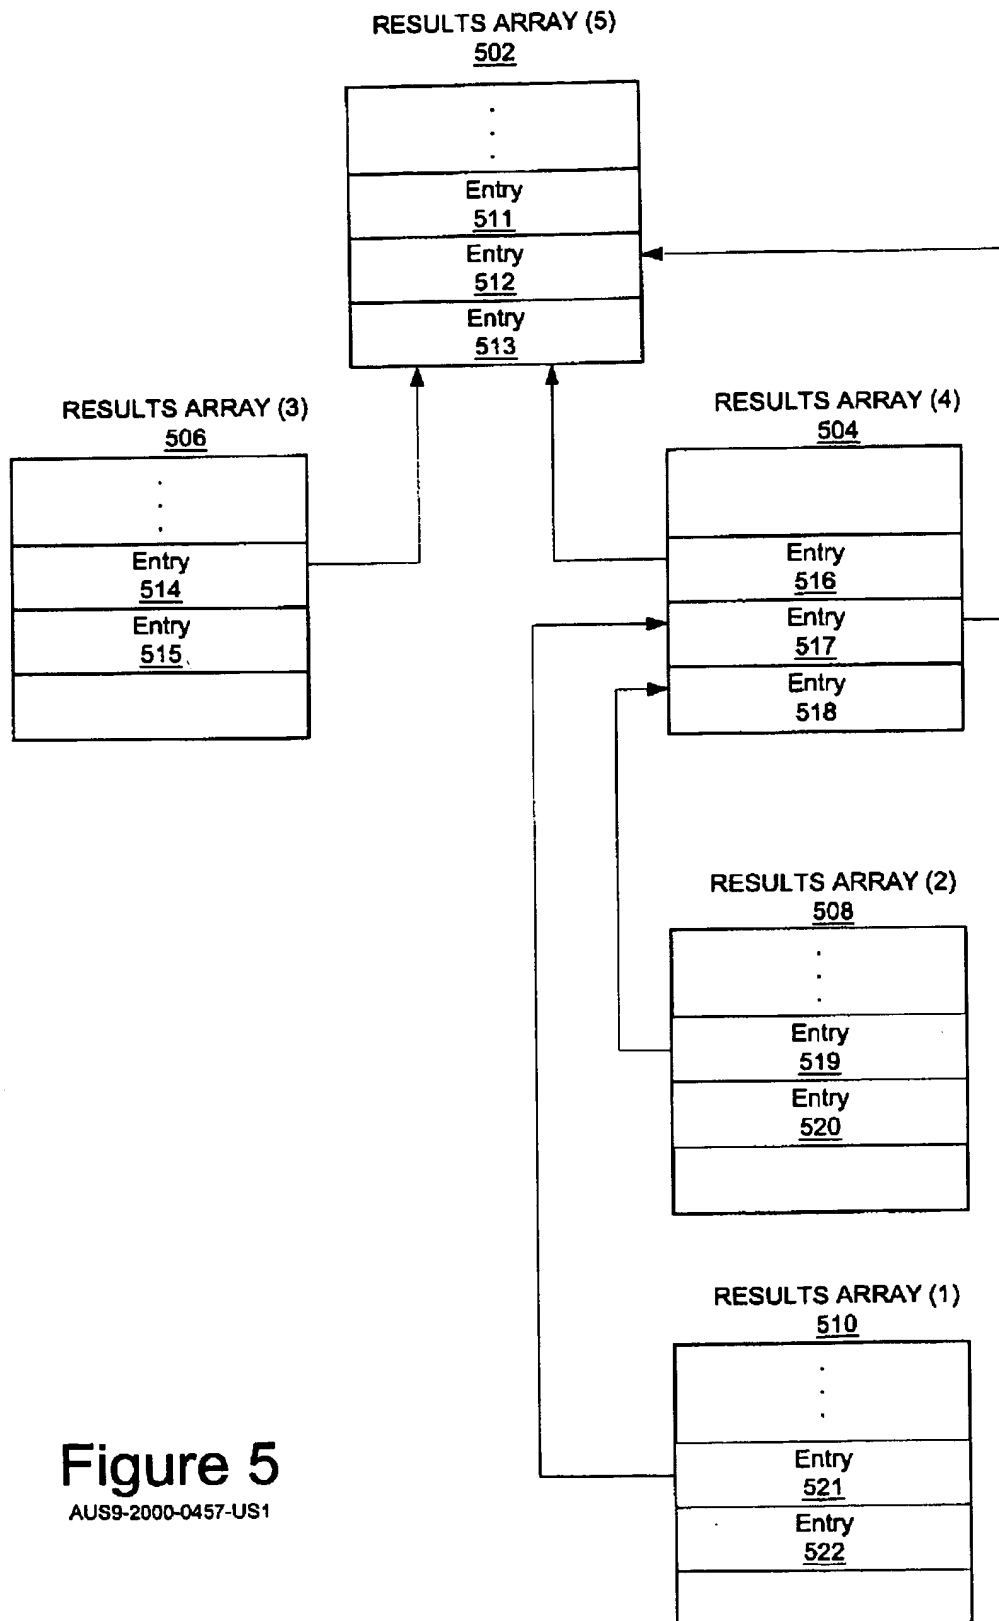 RESULTS ARRAY (5)
502
Entry
511
Entry
512
Entry
513
RESULTS ARRAY (3)
506
Entry
514
Entry
515
RESULTS ARRAY (4)
504
Entry
516
Entry
517
Entry
518
RESULTS ARRAY (2)
508
Entry
519
Entry
520
RESULTS ARRAY (1)
510
Entry
521
Entry
522
Figure 5
AUS9-2000-0457-US1